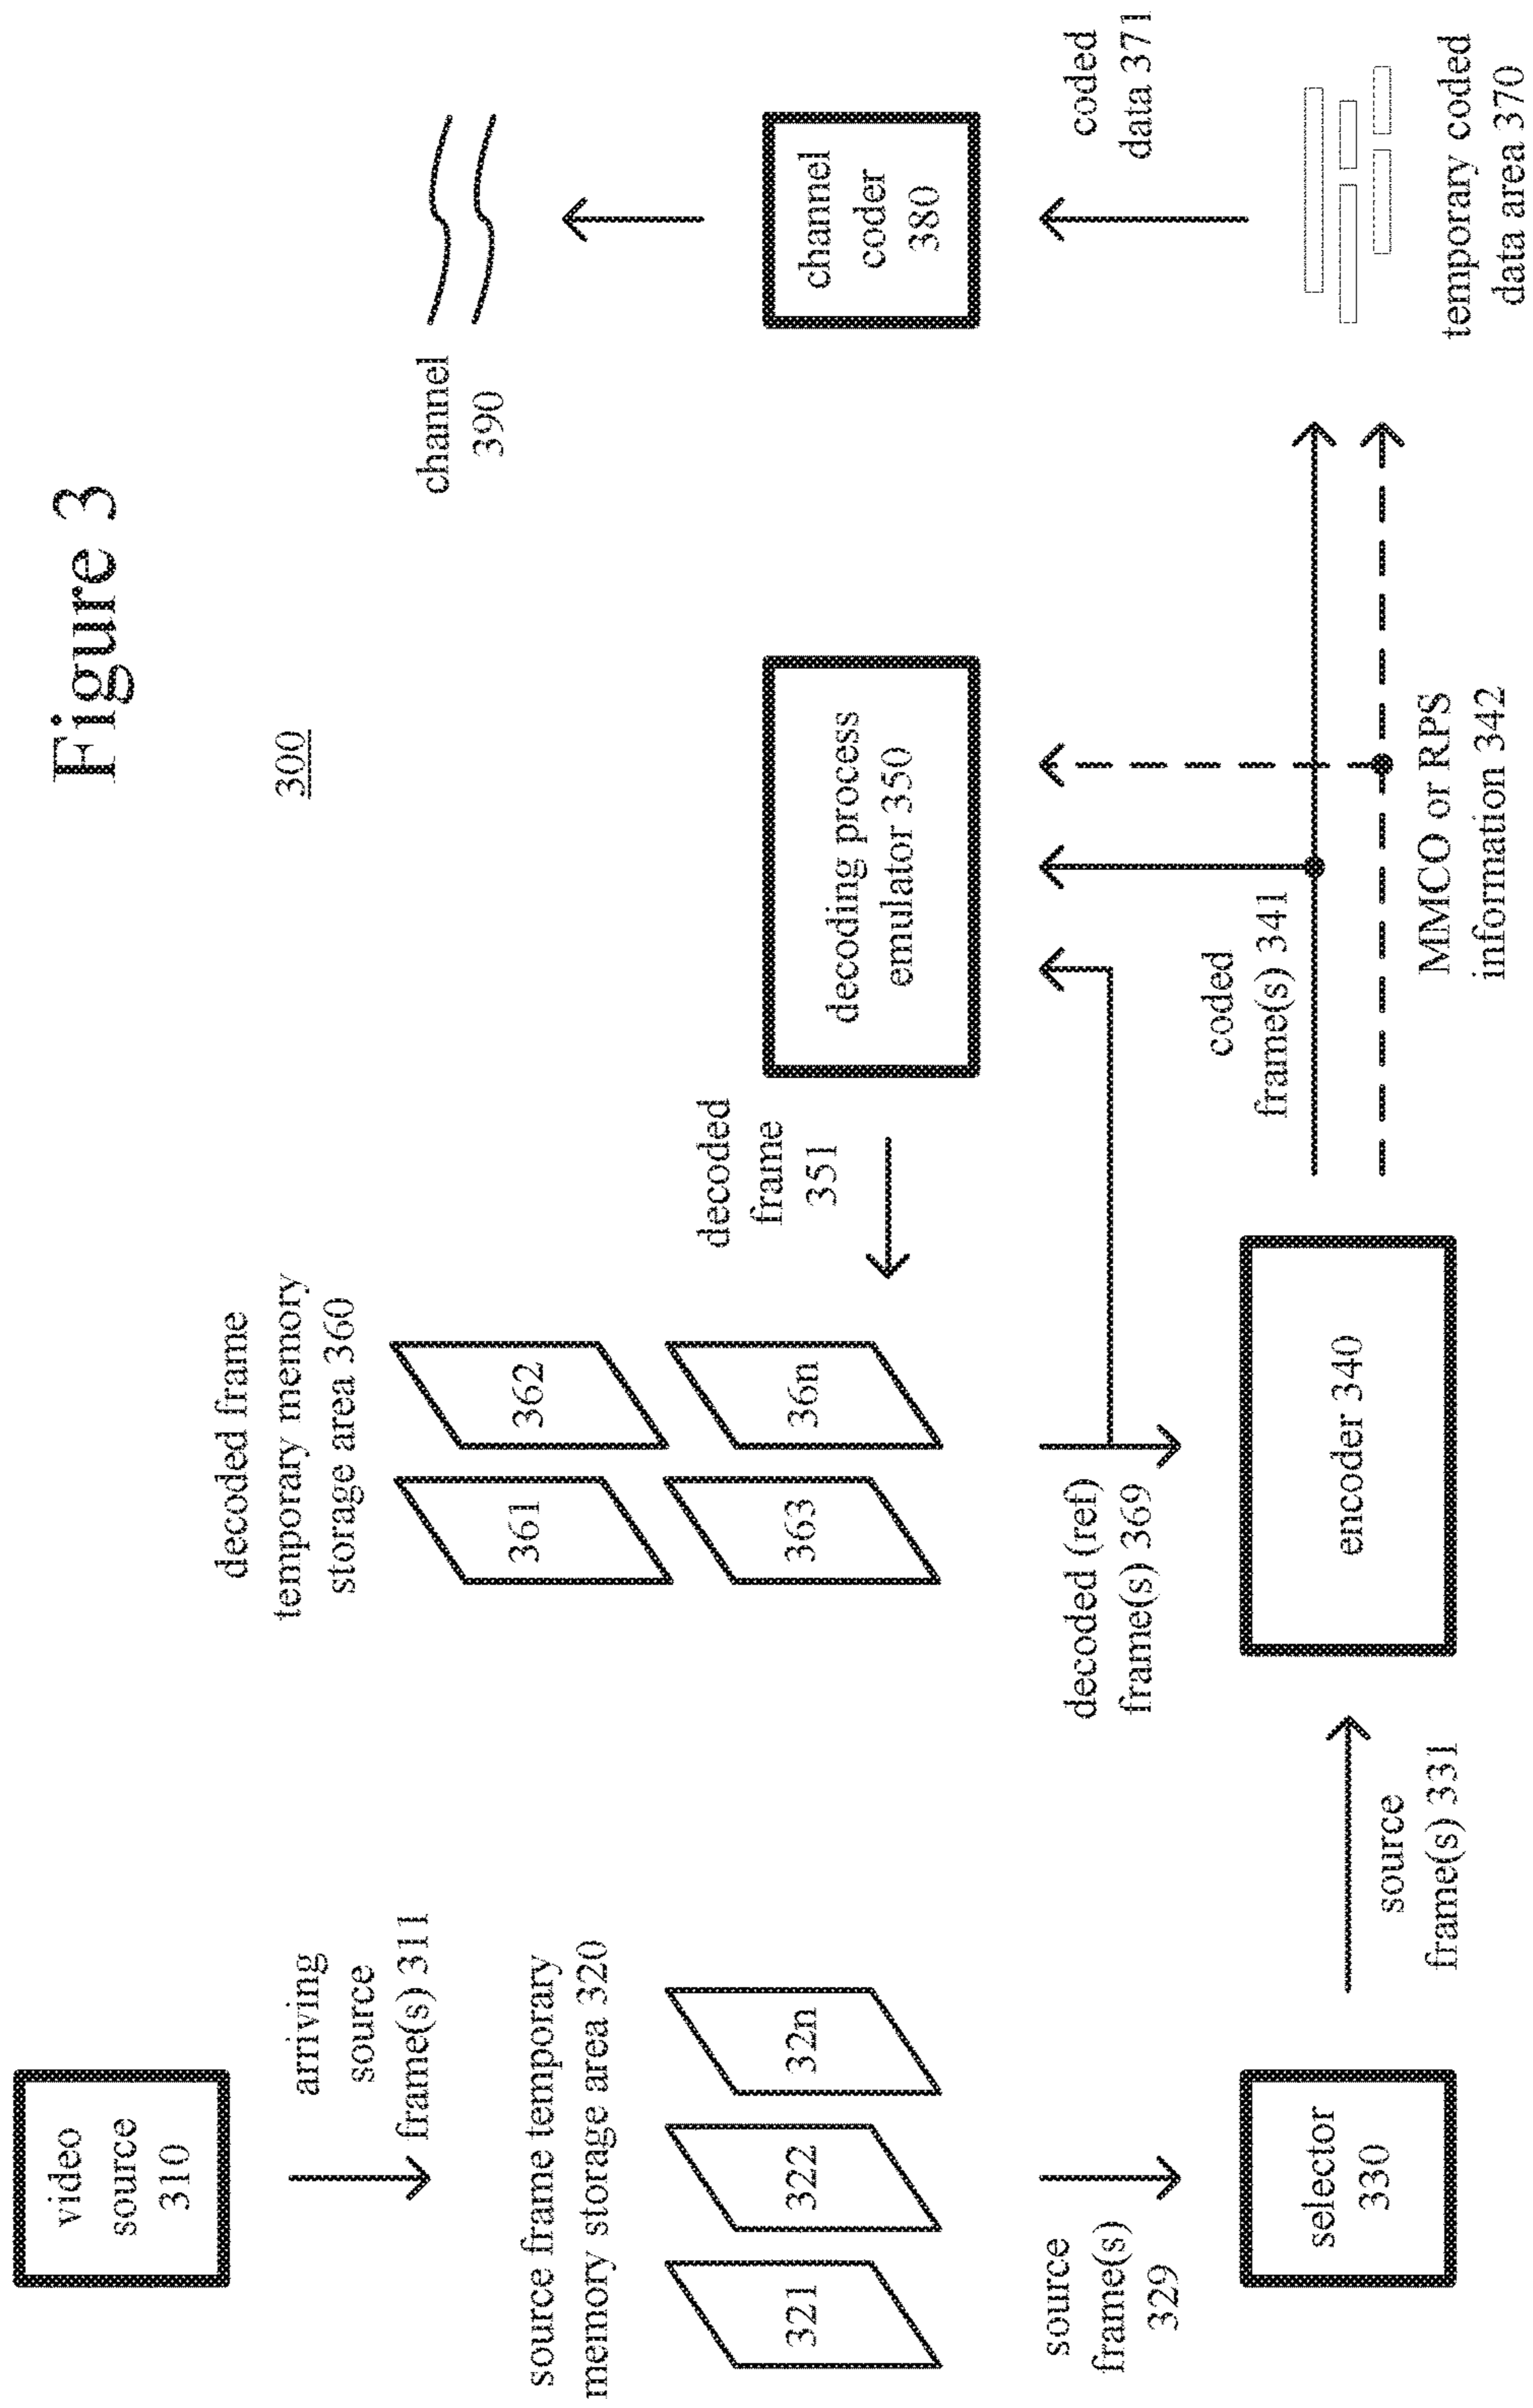 Figure 3
300
video
source
310
arriving
source
frame(s) 311
source frame temporary
memory storage area 320
321
322
32n
source
frame(s)
329
selector
330
source
frame(s) 331
decoded frame
temporary memory
storage area 360
361
362
363
36n
decoded (ref)
frame(s) 369
encoder 340
decoded
frame
351
decoding process
emulator 350
coded
frame(s) 341
MMCO or RPS
information 342
channel
390
channel
coder
380
coded
data 371
temporary coded
data area 370